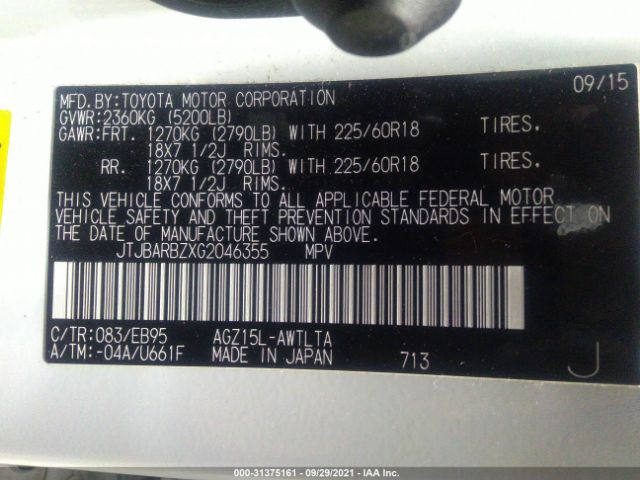 09/15
MFD.BY:TOYOTA MOTOR CORPORATION
GVWR:2360KG (5200LB)
GAWR:FRT. 1270KG (2790LB) WITH 225/60R18 TIRES.
18X7 1/2J RIMS.
RR. 1270KG (2790LB) WITH 225/60R18 TIRES.
18X7 1/2J RIMS.
THIS VEHICLE CONFORMS TO ALL APPLICABLE FEDERAL MOTOR
VEHICLE SAFETY AND THEFT PREVENTION STANDARDS IN EFFECT ON
THE DATE OF MANUFACTURE SHOWN ABOVE.
JTJBARBZXG2046355 MPV
C/TR:083/EB95 AGZ15L-AWTLTA
A/TM:-04A/U661F MADE IN JAPAN 713 J
000-31375161 - 09/29/2021 - IAA Inc.